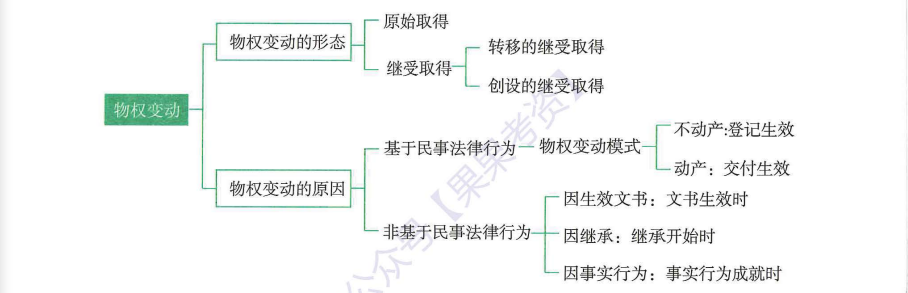 原始取得
物权变动的形态
继受取得
转移的继受取得
创设的继受取得
物权变动
基于民事法律行为
物权变动模式
不动产:登记生效
动产：交付生效
物权变动的原因
非基于民事法律行为
因生效文书：文书生效时
因继承：继承开始时
因事实行为：事实行为成就时
公众号【果果考资】